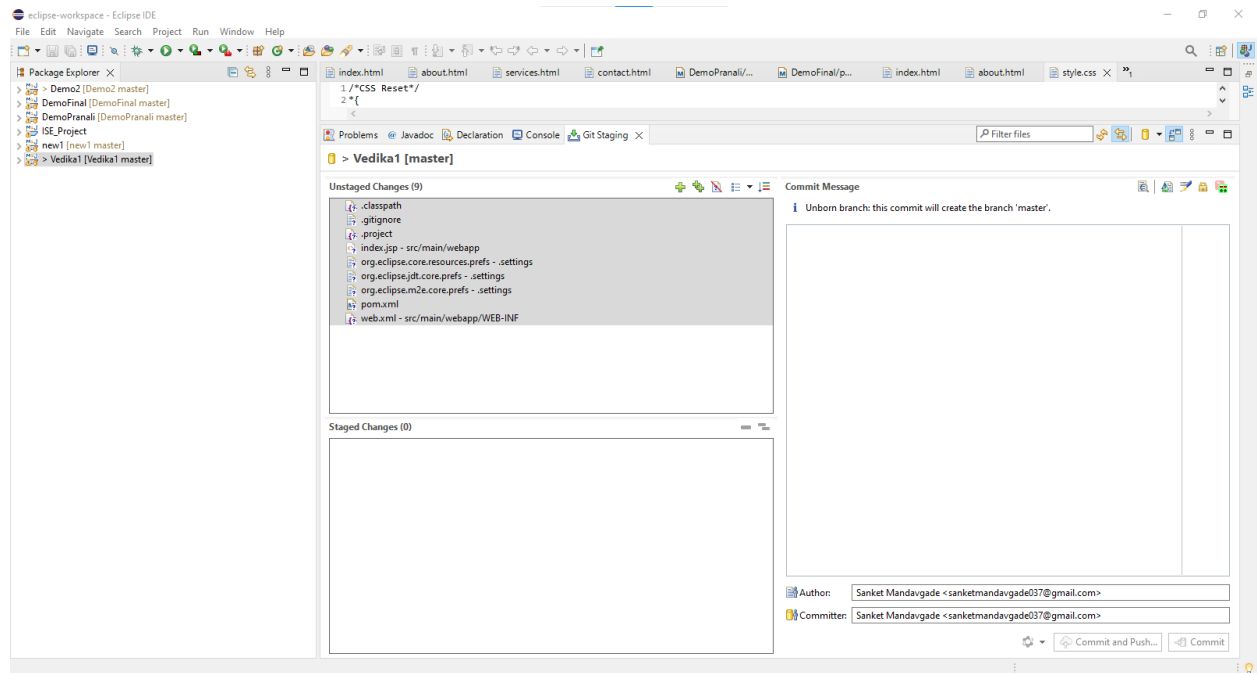 eclipse-workspace - Eclipse IDE
File Edit Navigate Search Project Run Window Help
Package Explorer
> Demo2 [Demo2 master]
DemoFinal [DemoFinal master]
DemoPranali [DemoPranali master]
ISE_Project
new1 [new1 master]
> Vedika1 [Vedika1 master]
index.html about.html services.html contact.html DemoPranali/... DemoFinal/p... index.html about.html style.css »1
1 /*CSS Reset*/
2 *{
Problems @ Javadoc Declaration Console Git Staging
Filter files
> Vedika1 [master]
Unstaged Changes (9)
.classpath
.gitignore
.project
index.jsp - src/main/webapp
org.eclipse.core.resources.prefs - .settings
org.eclipse.jdt.core.prefs - .settings
org.eclipse.m2e.core.prefs - .settings
pom.xml
web.xml - src/main/webapp/WEB-INF
Staged Changes (0)
Commit Message
Unborn branch: this commit will create the branch 'master'.
Author: Sanket Mandavgade <sanketmandavgade037@gmail.com>
Committer: Sanket Mandavgade <sanketmandavgade037@gmail.com>
Commit and Push... Commit